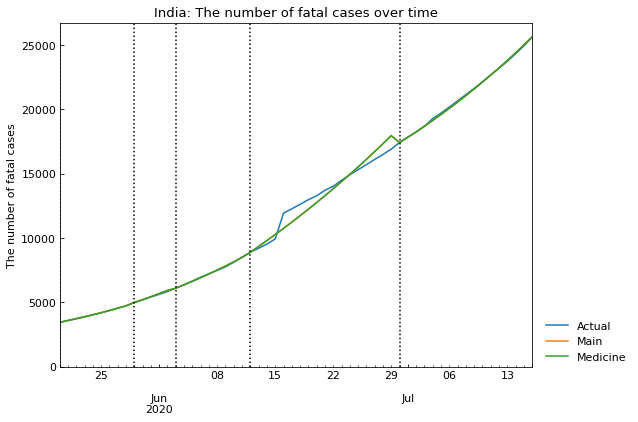 India: The number of fatal cases over time
The number of fatal cases
25000
20000
15000
10000
5000
0
25 08 15 22 29 06 13
Jun Jul
2020
Actual
Main
Medicine